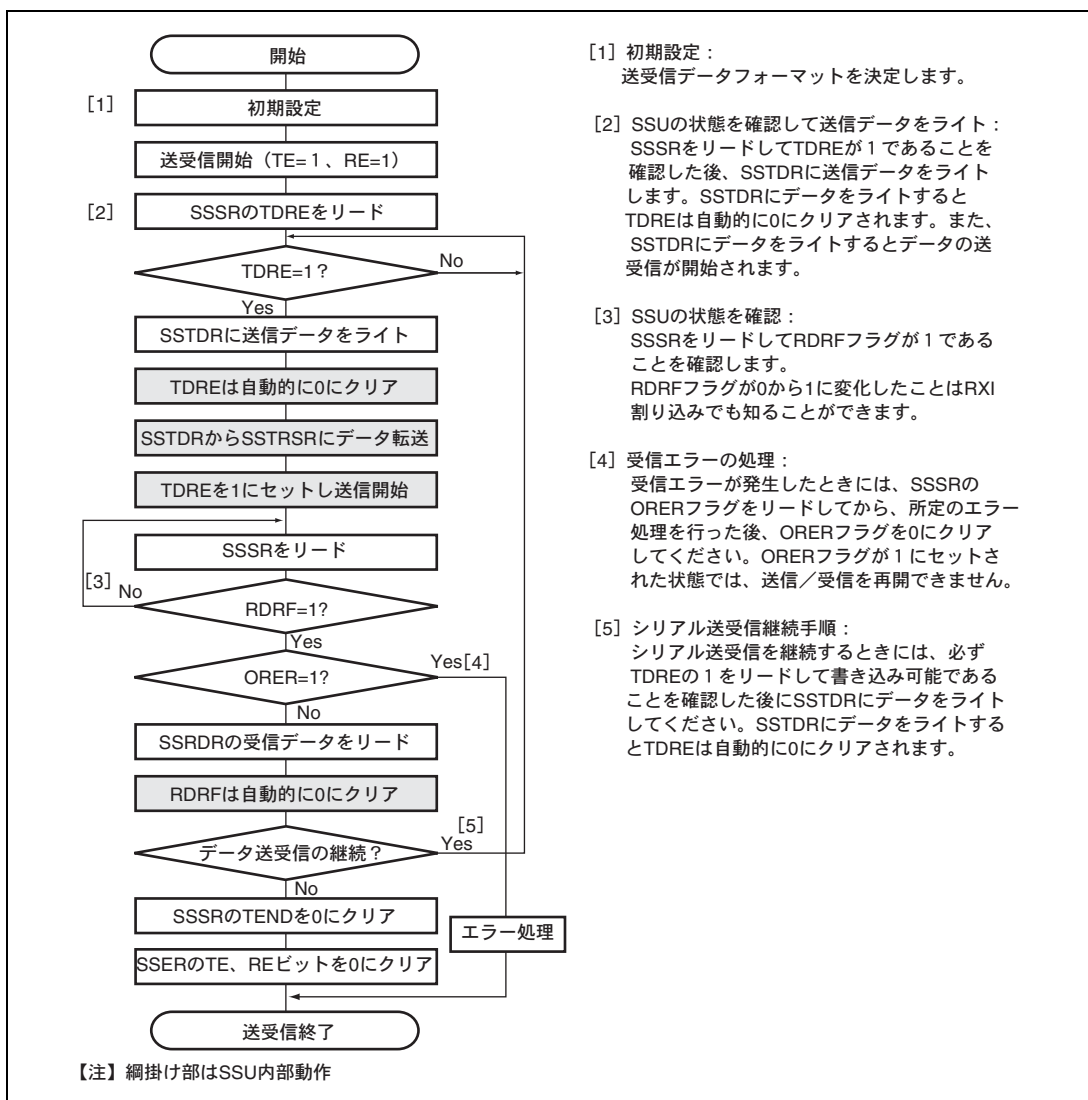 開始
[1]
初期設定
送受信開始（TE=１、RE=1）
[2]
SSSRのTDREをリード
TDRE=1？
No
Yes
SSTDRに送信データをライト
TDREは自動的に0にクリア
SSTDRからSSTRSRにデータ転送
TDREを1にセットし送信開始
SSSRをリード
[3]
No
RDRF=1?
Yes
ORER=1?
Yes[4]
No
SSRDRの受信データをリード
RDRFは自動的に0にクリア
データ送受信の継続？
[5]
Yes
No
SSSRのTENDを0にクリア
エラー処理
SSERのTE、REビットを0にクリア
送受信終了
【注】綱掛け部はSSU内部動作
[1] 初期設定：
送受信データフォーマットを決定します。
[2] SSUの状態を確認して送信データをライト：
SSSRをリードしてTDREが１であることを
確認した後、SSTDRに送信データをライト
します。SSTDRにデータをライトすると
TDREは自動的に0にクリアされます。また、
SSTDRにデータをライトするとデータの送
受信が開始されます。
[3] SSUの状態を確認：
SSSRをリードしてRDRFフラグが１である
ことを確認します。
RDRFフラグが0から1に変化したことはRXI
割り込みでも知ることができます。
[4] 受信エラーの処理：
受信エラーが発生したときには、SSSRの
ORERフラグをリードしてから、所定のエラー
処理を行った後、ORERフラグを0にクリア
してください。ORERフラグが１にセットさ
れた状態では、送信／受信を再開できません。
[5] シリアル送受信継続手順：
シリアル送受信を継続するときには、必ず
TDREの１をリードして書き込み可能である
ことを確認した後にSSTDRにデータをライト
してください。SSTDRにデータをライトする
とTDREは自動的に0にクリアされます。